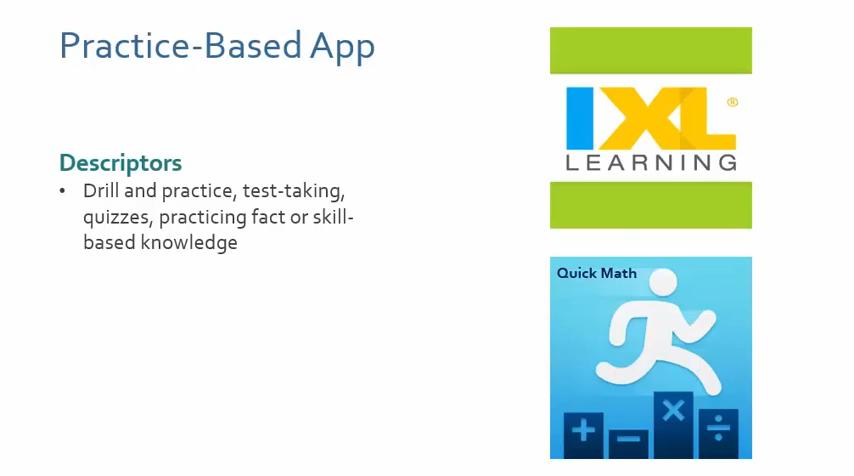 Practice-Based App
Descriptors
• Drill and practice, test-taking,
quizzes, practicing fact or skill-
based knowledge
IXL®
LEARNING
Quick Math
+ − × ÷